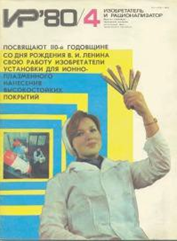 ИР'80/4
ИЗОБРЕТАТЕЛЬ
И РАЦИОНАЛИЗАТОР
ПОСВЯЩАЮТ 110-й ГОДОВЩИНЕ
СО ДНЯ РОЖДЕНИЯ В. И. ЛЕНИНА
СВОЮ РАБОТУ ИЗОБРЕТАТЕЛИ
УСТАНОВКИ ДЛЯ ИОННО-
ПЛАЗМЕННОГО
НАНЕСЕНИЯ
ВЫСОКОСТОЙКИХ
ПОКРЫТИЙ